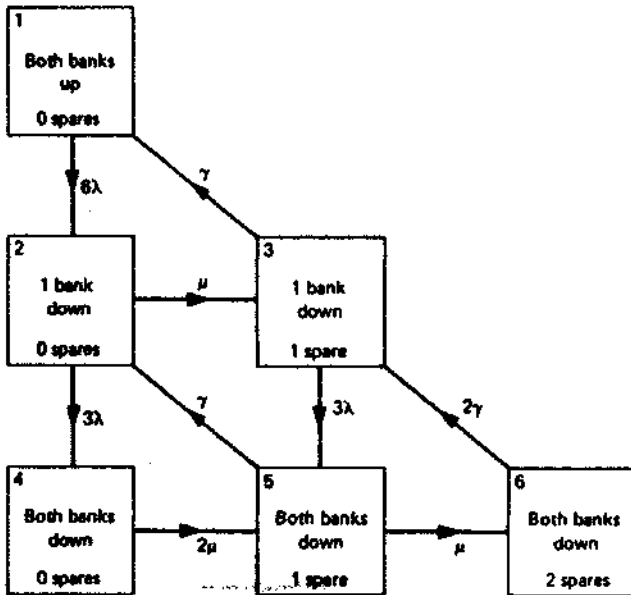 1
Both banks
up
0 spares
γ
6λ
2
1 bank
down
0 spares
μ
3
1 bank
down
1 spare
3λ
γ
3λ
2γ
4
Both banks
down
0 spares
2μ
5
Both banks
down
1 spare
μ
6
Both banks
down
2 spares